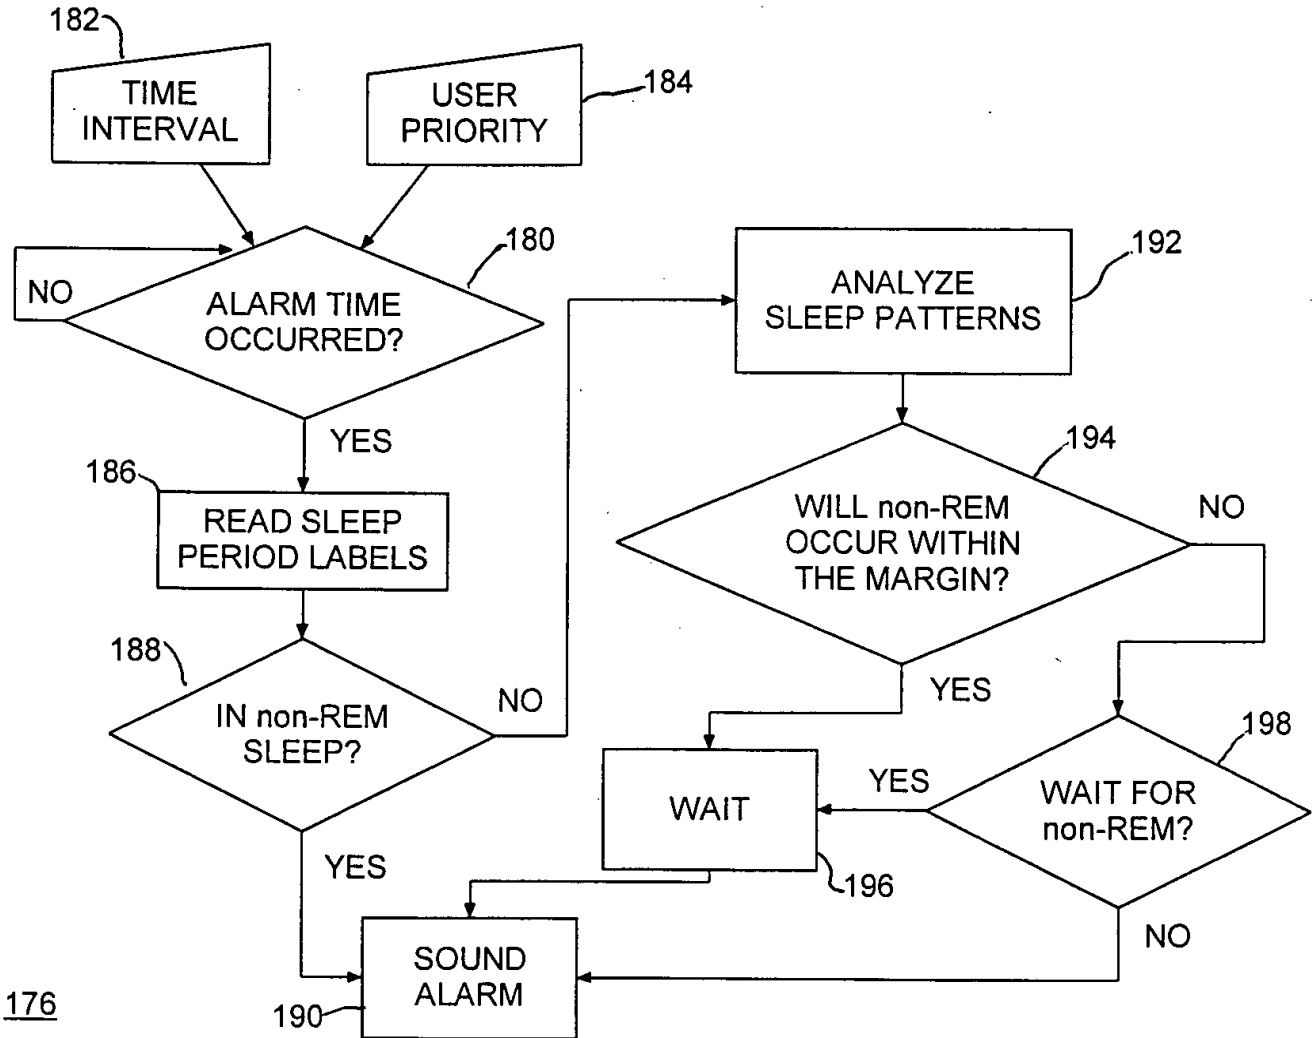 182
TIME
INTERVAL
USER
PRIORITY
184
180
NO
ALARM TIME
OCCURRED?
YES
186
READ SLEEP
PERIOD LABELS
188
IN non-REM
SLEEP?
NO
YES
192
ANALYZE
SLEEP PATTERNS
194
WILL non-REM
OCCUR WITHIN
THE MARGIN?
NO
YES
198
WAIT FOR
non-REM?
YES
NO
WAIT
196
SOUND
ALARM
190
176